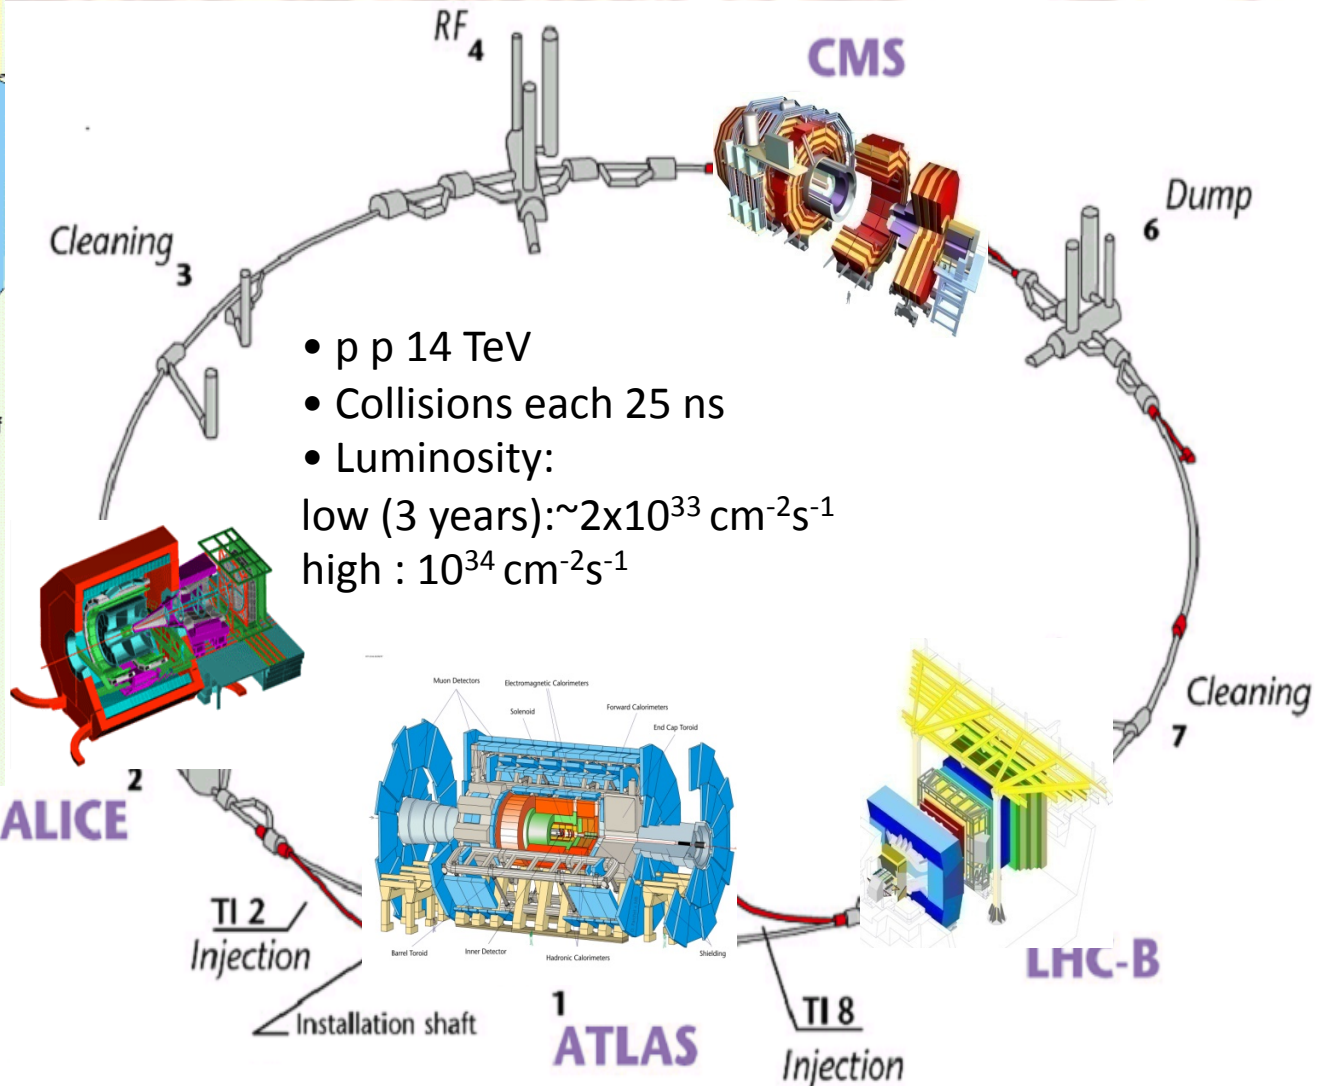 RF
4
CMS
Dump
6
Cleaning
3
• p p 14 TeV
• Collisions each 25 ns
• Luminosity:
low (3 years):~2x10³³ cm⁻²s⁻¹
high : 10³⁴ cm⁻²s⁻¹
Cleaning
7
Muon Detectors
Electromagnetic Calorimeters
Solenoid
Forward Calorimeters
End Cap Toroid
2
ALICE
TI 2
Injection
Barrel Toroid
Inner Detector
Hadronic Calorimeters
Shielding
LHC-B
Installation shaft
1
ATLAS
TI 8
Injection